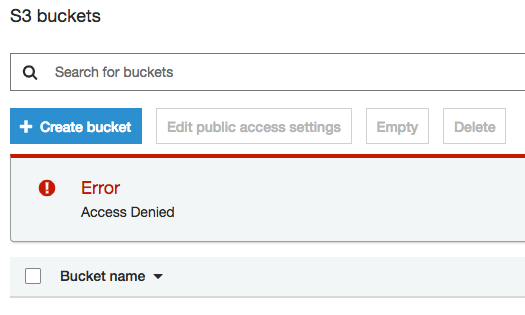 S3 buckets
Search for buckets
+ Create bucket Edit public access settings Empty Delete
Error
Access Denied
Bucket name